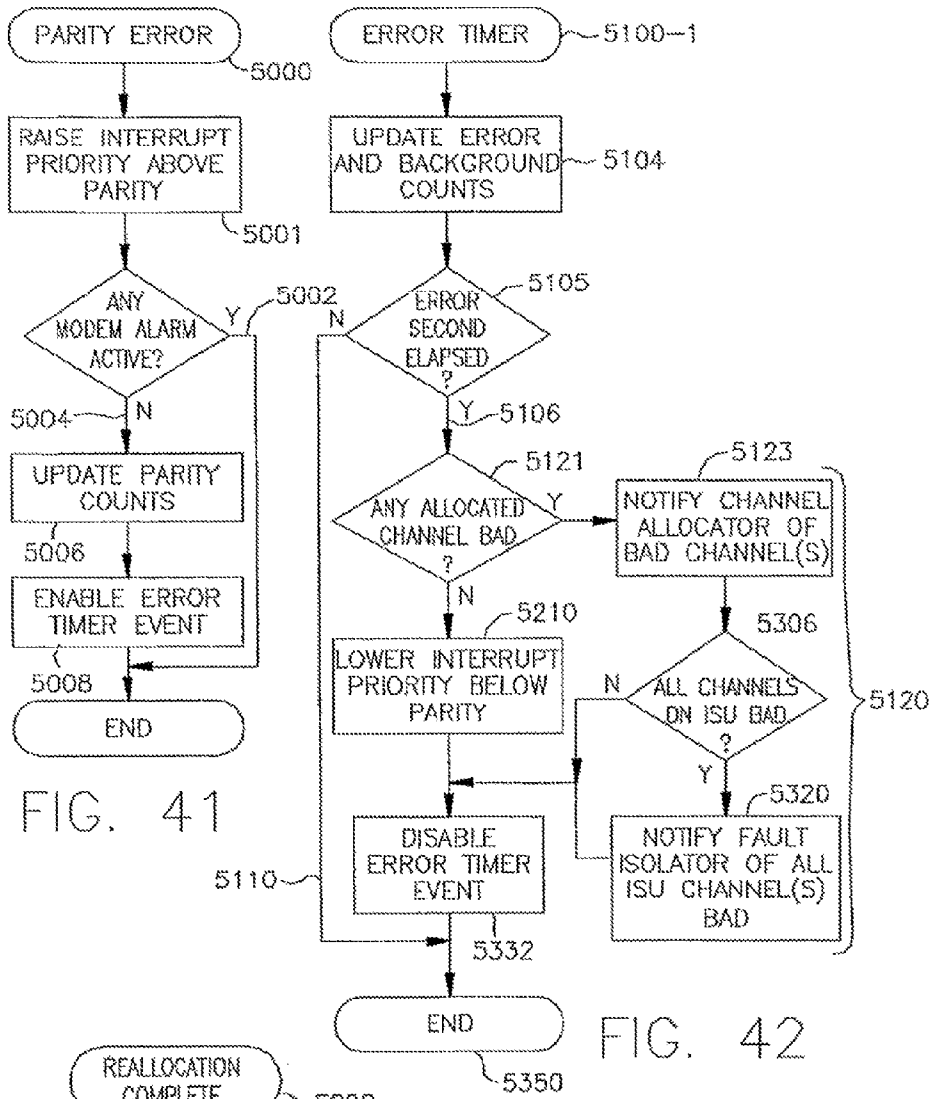 PARITY ERROR
5000
RAISE INTERRUPT
PRIORITY ABOVE
PARITY
5001
ANY
MODEM ALARM
ACTIVE?
Y
5002
5004
N
UPDATE PARITY
COUNTS
5006
ENABLE ERROR
TIMER EVENT
5008
END
FIG. 41
ERROR TIMER
5100-1
UPDATE ERROR
AND BACKGROUND
COUNTS
5104
ERROR
SECOND
ELAPSED
?
5105
N
Y
5106
ANY ALLOCATED
CHANNEL BAD
?
5121
Y
N
5123
NOTIFY CHANNEL
ALLOCATOR OF
BAD CHANNEL(S)
5210
LOWER INTERRUPT
PRIORITY BELOW
PARITY
5306
ALL CHANNELS
ON ISU BAD
?
N
Y
5120
5320
NOTIFY FAULT
ISOLATOR OF ALL
ISU CHANNEL(S)
BAD
DISABLE
ERROR TIMER
EVENT
5110
5332
END
5350
FIG. 42
REALLOCATION
COMPLETE